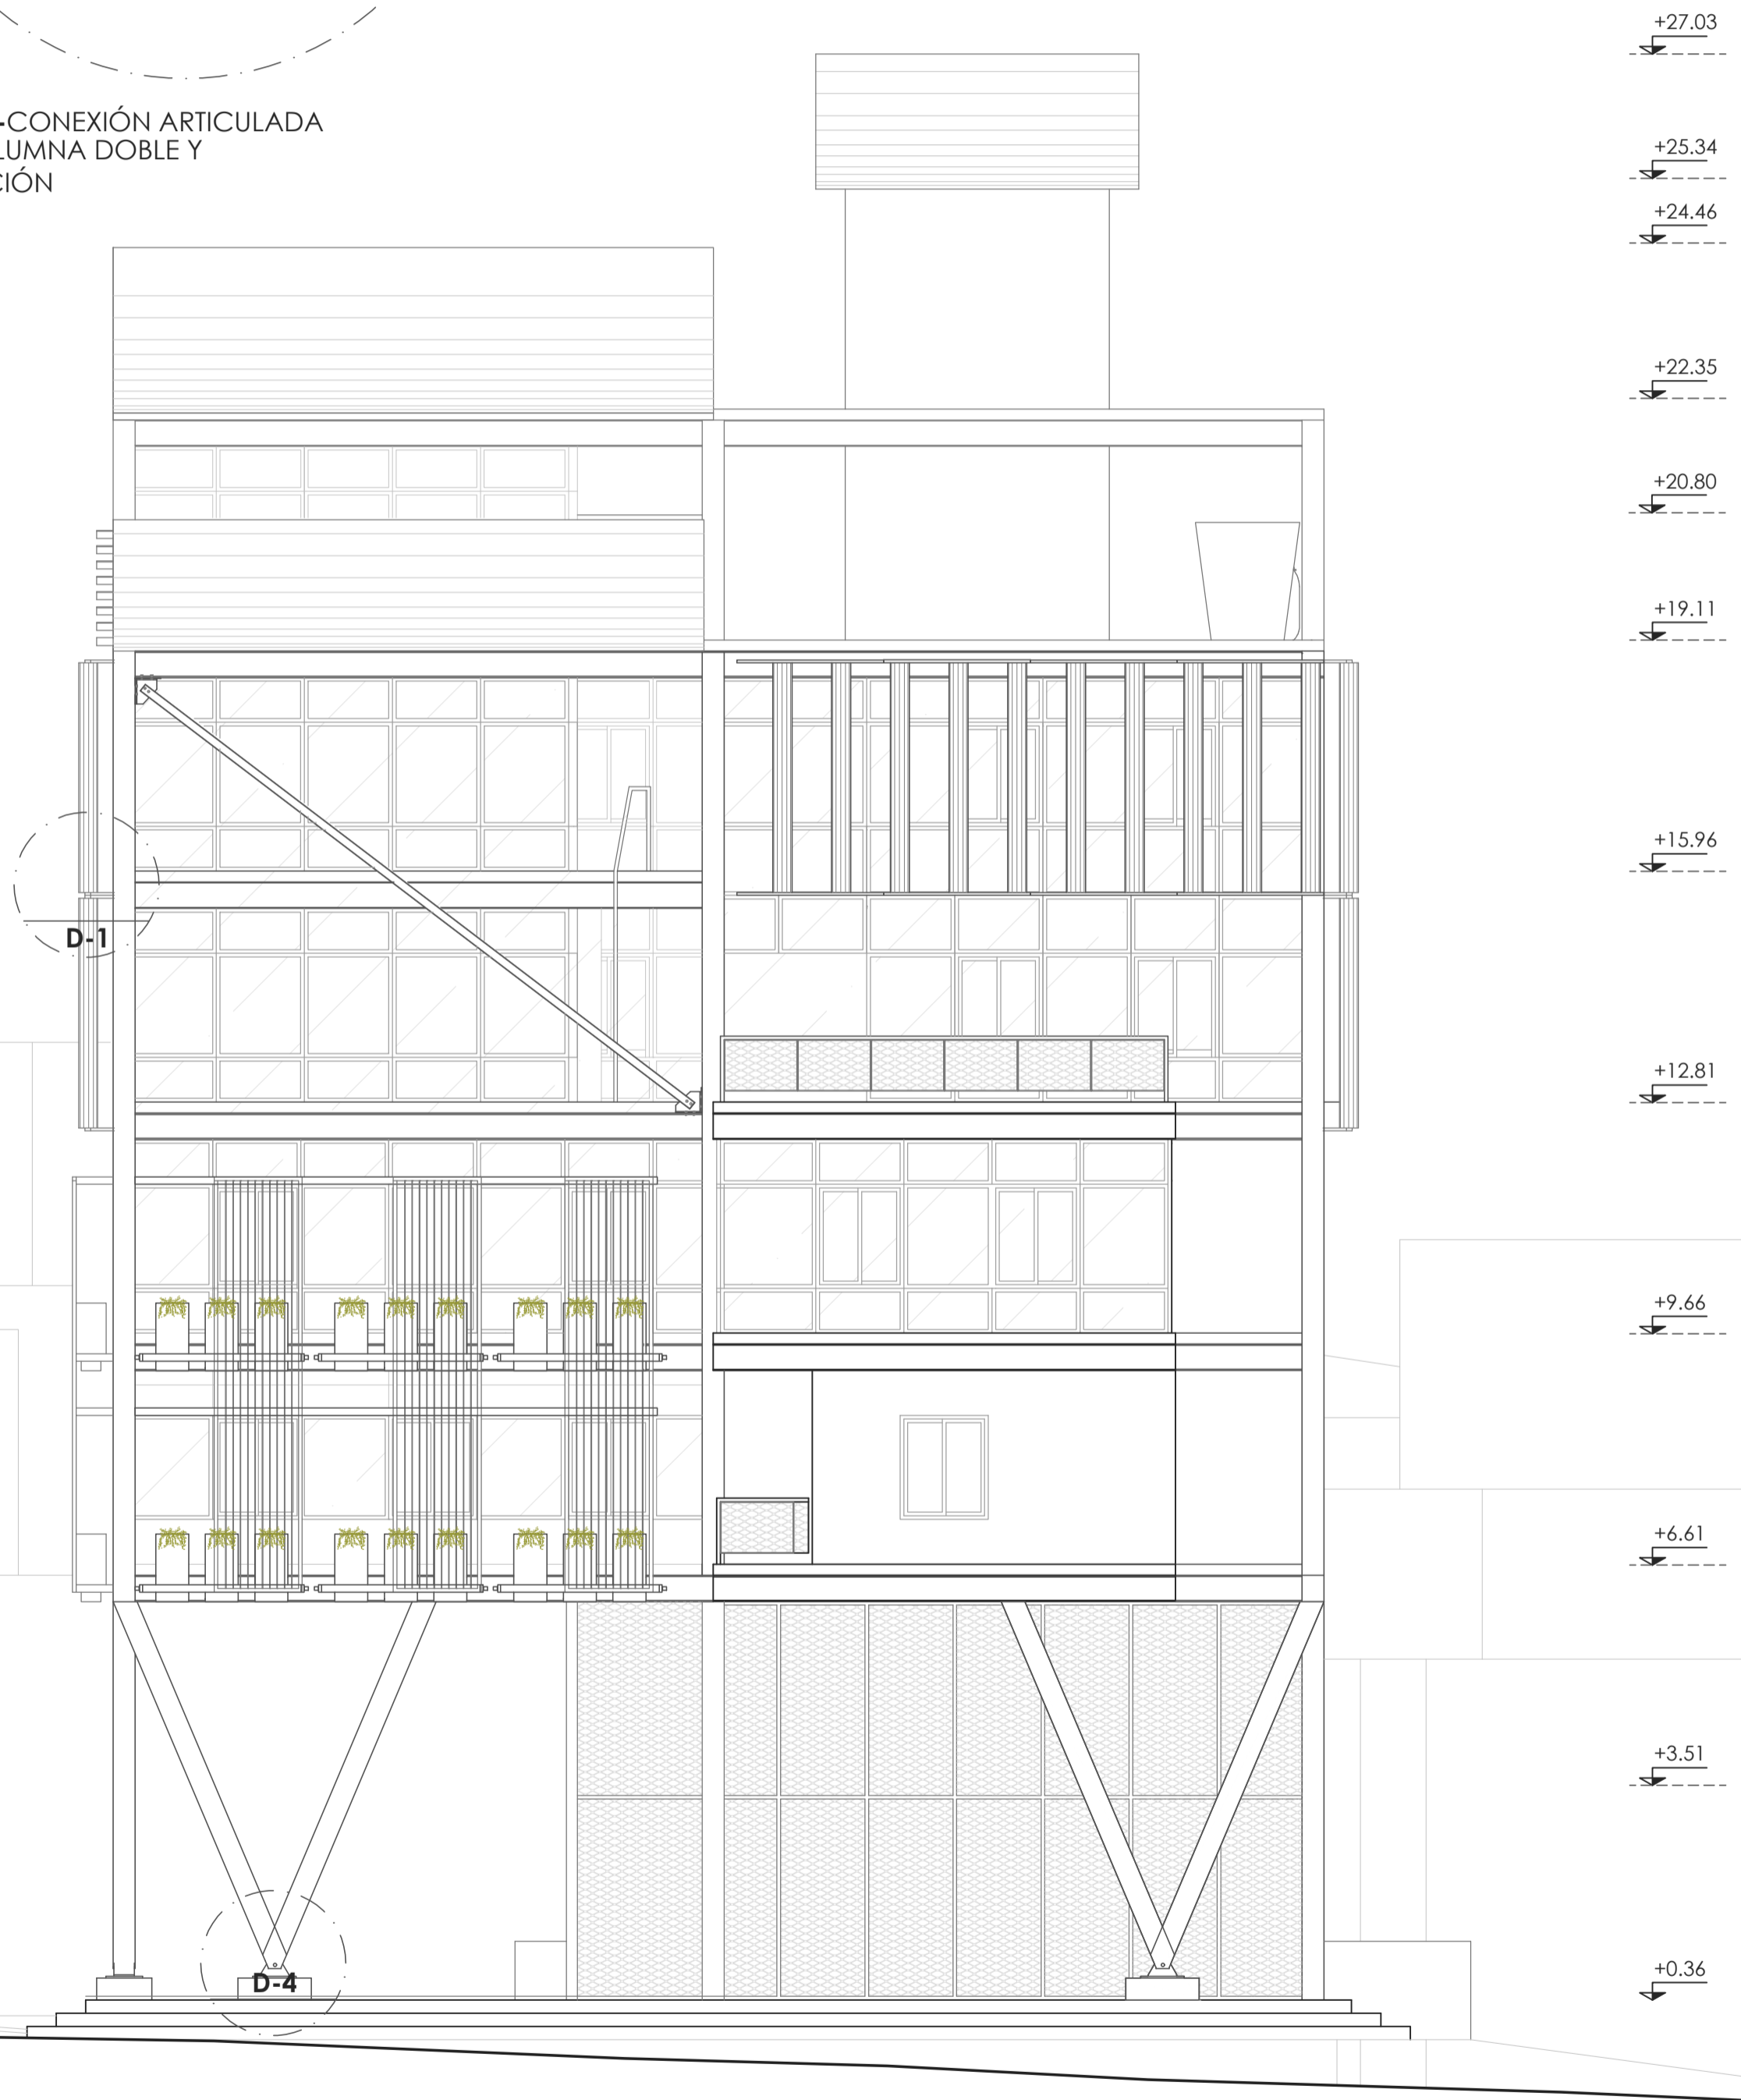 -CONEXIÓN ARTICULADA
LUMNA DOBLE Y
CIÓN
+27.03
+25.34
+24.46
+22.35
+20.80
+19.11
+15.96
D-1
+12.81
+9.66
+6.61
+3.51
+0.36
D-4